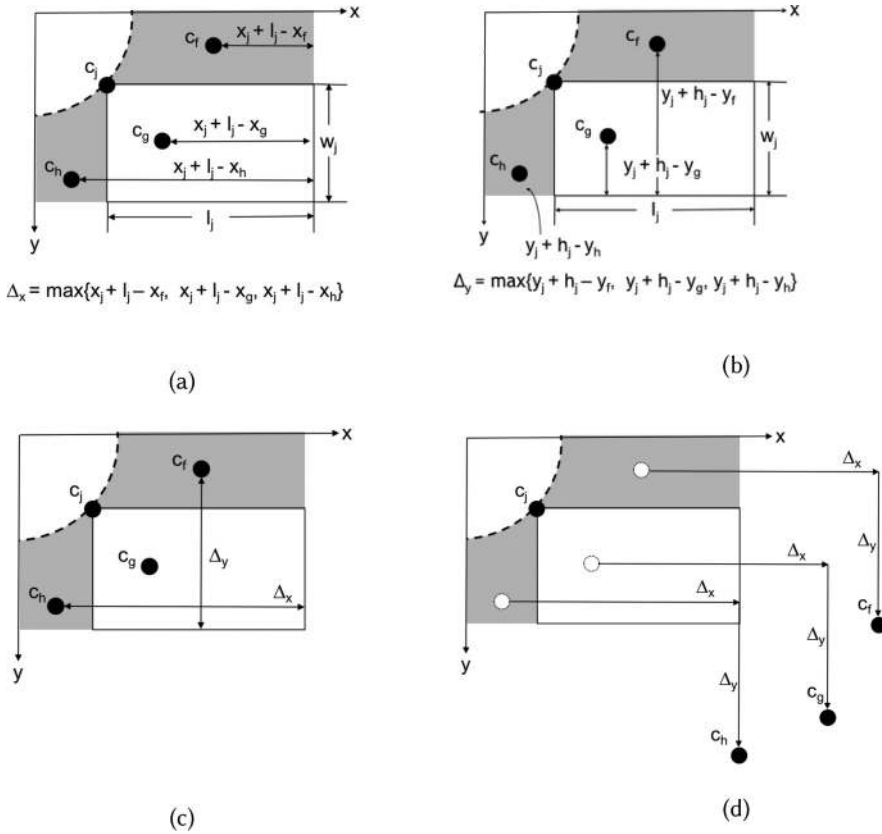 x
c_f
x_j + l_j - x_f
c_j
c_g
x_j + l_j - x_g
w_j
c_h
x_j + l_j - x_h
l_j
y
Δ_x = max{x_j + l_j – x_f, x_j + l_j - x_g, x_j + l_j - x_h}
(a)
x
c_f
c_j
y_j + h_j - y_f
c_g
w_j
c_h
y_j + h_j - y_g
l_j
y
y_j + h_j - y_h
Δ_y = max{y_j + h_j – y_f, y_j + h_j - y_g, y_j + h_j - y_h}
(b)
x
c_f
c_j
c_g
Δ_y
c_h
Δ_x
y
(c)
x
Δ_x
c_j
Δ_y
Δ_x
Δ_x
c_f
Δ_y
y
Δ_y
c_g
c_h
(d)